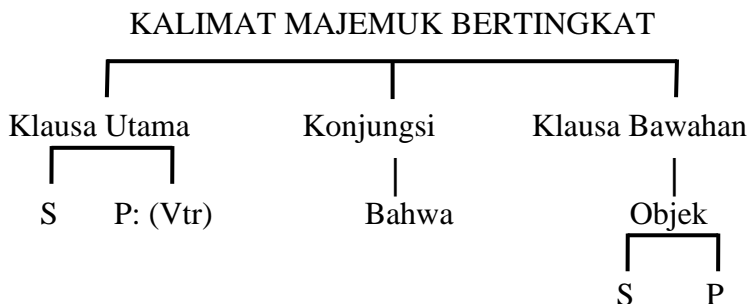 KALIMAT MAJEMUK BERTINGKAT
Klausa Utama Konjungsi Klausa Bawahan
S P: (Vtr) Bahwa Objek
S P